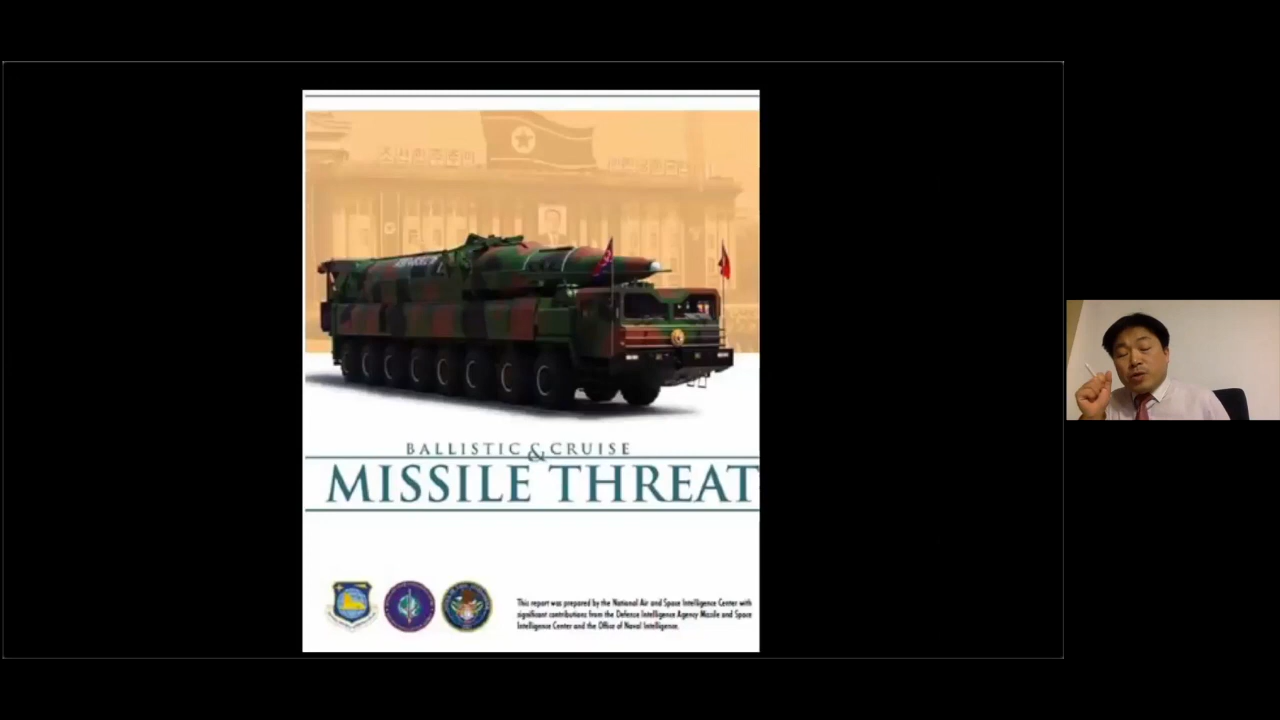 BALLISTIC & CRUISE
MISSILE THREAT
This report was prepared by the National Air and Space Intelligence Center with
significant contributions from the Defense Intelligence Agency Missile and Space
Intelligence Center and the Office of Naval Intelligence.